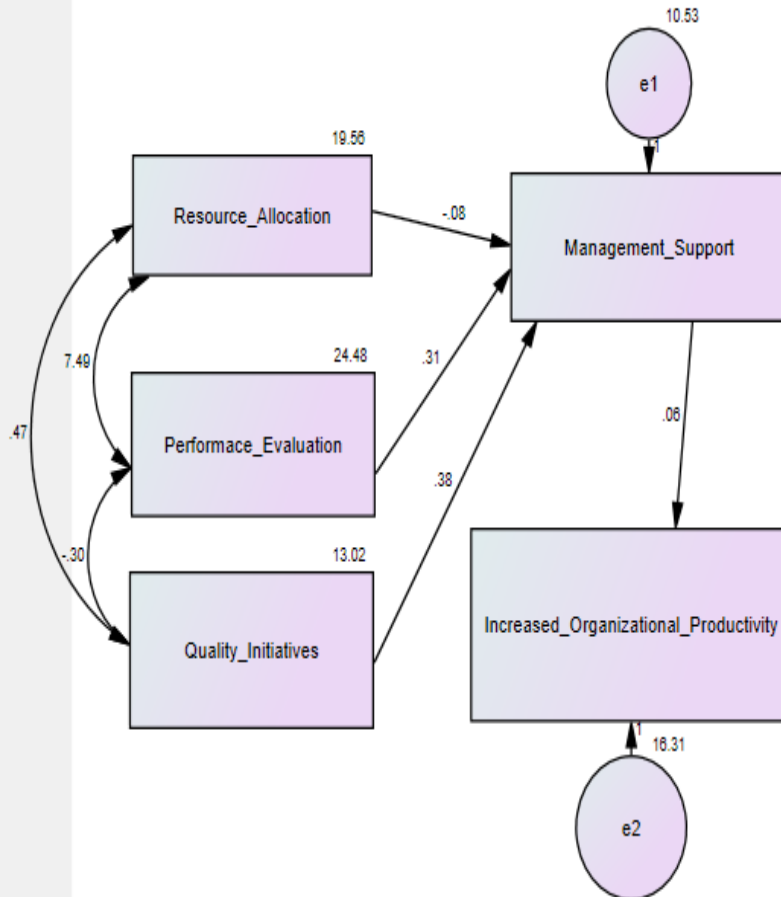 10.53
e1
1
19.56
Resource_Allocation
-.08
Management_Support
7.49
24.48
.31
Performace_Evaluation
.47
.38
.06
-.30
13.02
Quality_Initiatives
Increased_Organizational_Productivity
1
16.31
e2